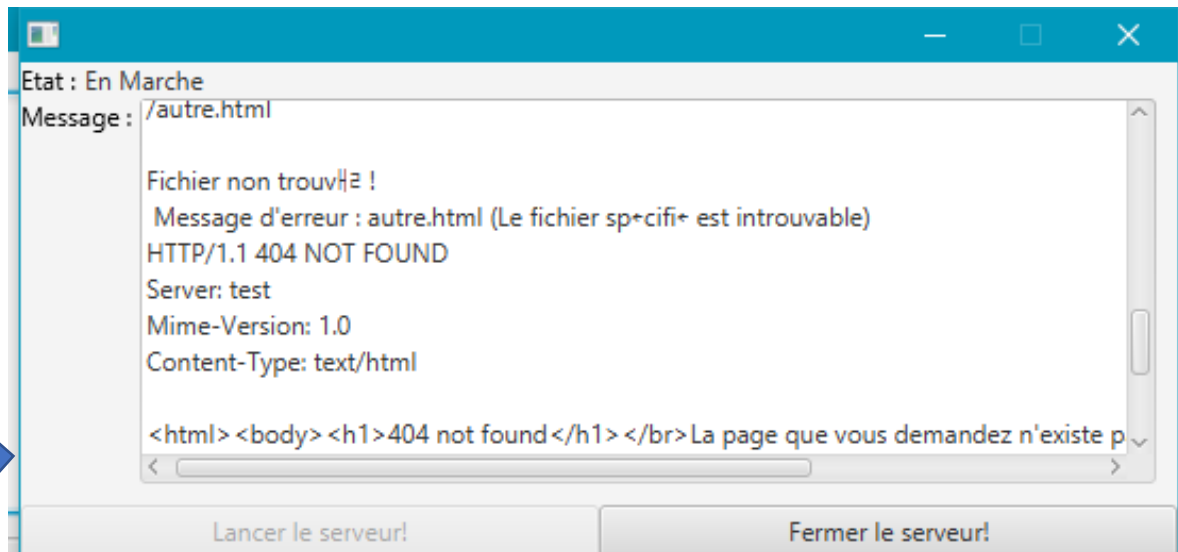 Etat : En Marche
Message : /autre.html
Fichier non trouvᅤᄅ !
Message d'erreur : autre.html (Le fichier sp←cifi← est introuvable)
HTTP/1.1 404 NOT FOUND
Server: test
Mime-Version: 1.0
Content-Type: text/html
<html><body><h1>404 not found</h1></br>La page que vous demandez n'existe p
Lancer le serveur!
Fermer le serveur!